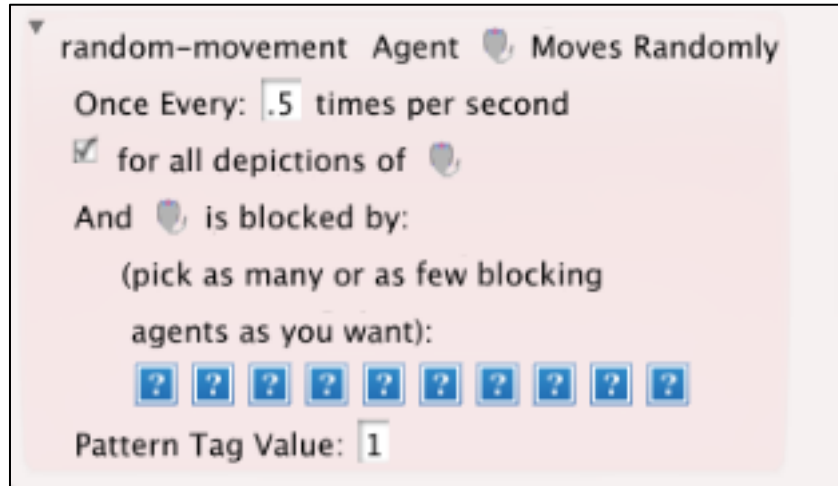 random-movement Agent Moves Randomly
Once Every: .5 times per second
for all depictions of
And is blocked by:
(pick as many or as few blocking
agents as you want):
? ? ? ? ? ? ? ? ? ?
Pattern Tag Value: 1